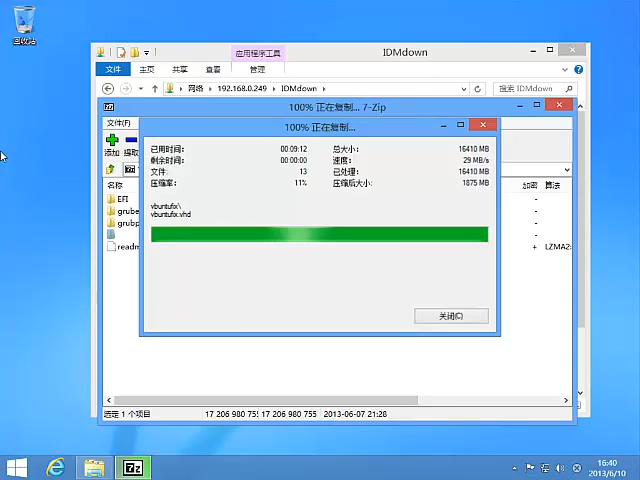 回收站
应用程序工具
IDMdown
文件 主页 共享 查看 管理
网络 192.168.0.249 IDMdown
搜索 IDMdown
100% 正在复制... 7-Zip
文件(F)
添加 提取
100% 正在复制...
已用时间: 00:09:12 总大小: 16410 MB
剩余时间: 00:00:00 速度: 29 MB/s
文件: 13 已处理: 16410 MB
压缩率: 11% 压缩后大小: 1875 MB
vbuntufix\
vbuntufix.vhd
名称 加密 算法
EFI -
grube -
grubp -
-
readm + LZMA2:
关闭(C)
选定 1 个项目 17 206 980 755 17 206 980 755 2013-06-07 21:28
16:40
2013/6/10